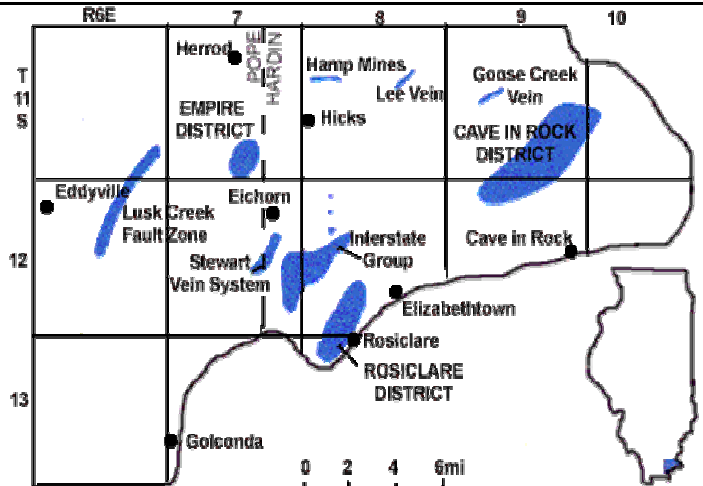 R6E 7 8 9 10
T
11
S
Herrod
POPE
HARDIN
Hamp Mines
Lee Vein
Goose Creek
Vein
EMPIRE
DISTRICT
Hicks
CAVE IN ROCK
DISTRICT
Eddyville
Eichorn
Lusk Creek
Fault Zone
12
Stewart
Vein System
Interstate
Group
Cave in Rock
Elizabethtown
Rosiclare
ROSICLARE
DISTRICT
13
Golconda
0 2 4 6mi